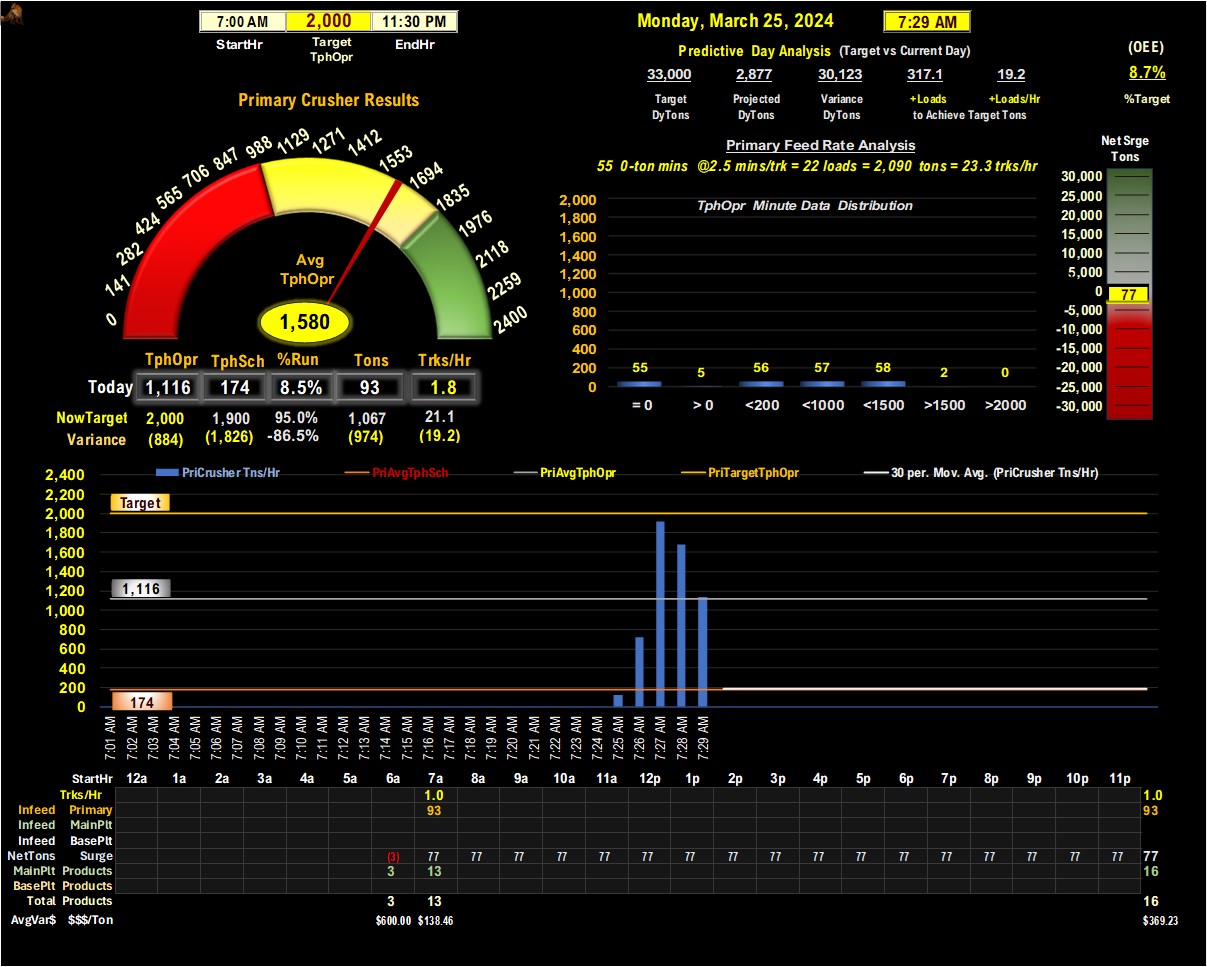 7:00 AM 2,000 11:30 PM
StartHr Target TphOpr EndHr
Monday, March 25, 2024 7:29 AM
Predictive Day Analysis (Target vs Current Day)
33,000 2,877 30,123 317.1 19.2
Target Projected Variance +Loads +Loads/Hr
DyTons DyTons DyTons to Achieve Target Tons
(OEE)
8.7%
%Target
Primary Crusher Results
0 141 282 424 565 706 847 988 1129 1271 1412 1553 1694 1835 1976 2118 2259 2400
Avg
TphOpr
1,580
TphOpr TphSch %Run Tons Trks/Hr
Today 1,116 174 8.5% 93 1.8
NowTarget 2,000 1,900 95.0% 1,067 21.1
Variance (884) (1,826) -86.5% (974) (19.2)
Primary Feed Rate Analysis
55 0-ton mins @2.5 mins/trk = 22 loads = 2,090 tons = 23.3 trks/hr
TphOpr Minute Data Distribution
2,000
1,800
1,600
1,400
1,200
1,000
800
600
400
200
0
55 5 56 57 58 2 0
= 0 > 0 <200 <1000 <1500 >1500 >2000
Net Srge
Tons
30,000
25,000
20,000
15,000
10,000
5,000
0
77
-5,000
-10,000
-15,000
-20,000
-25,000
-30,000
PriCrusher Tns/Hr PriAvgTphSch PriAvgTphOpr PriTargetTphOpr 30 per. Mov. Avg. (PriCrusher Tns/Hr)
2,400
2,200
2,000
1,800
1,600
1,400
1,200
1,000
800
600
400
200
0
Target
1,116
174
7:01 AM 7:02 AM 7:03 AM 7:04 AM 7:05 AM 7:06 AM 7:07 AM 7:08 AM 7:09 AM 7:10 AM 7:11 AM 7:12 AM 7:13 AM 7:14 AM 7:15 AM 7:16 AM 7:17 AM 7:18 AM 7:19 AM 7:20 AM 7:21 AM 7:22 AM 7:23 AM 7:24 AM 7:25 AM 7:26 AM 7:27 AM 7:28 AM 7:29 AM
StartHr 12a 1a 2a 3a 4a 5a 6a 7a 8a 9a 10a 11a 12p 1p 2p 3p 4p 5p 6p 7p 8p 9p 10p 11p
Trks/Hr 1.0 1.0
Infeed Primary 93 93
Infeed MainPlt
Infeed BasePlt
NetTons Surge (3) 77 77 77 77 77 77 77 77 77 77 77 77 77 77 77 77 77 77
MainPlt Products 3 13 16
BasePlt Products
Total Products 3 13 16
AvgVar$ $$$/Ton $600.00 $138.46 $369.23